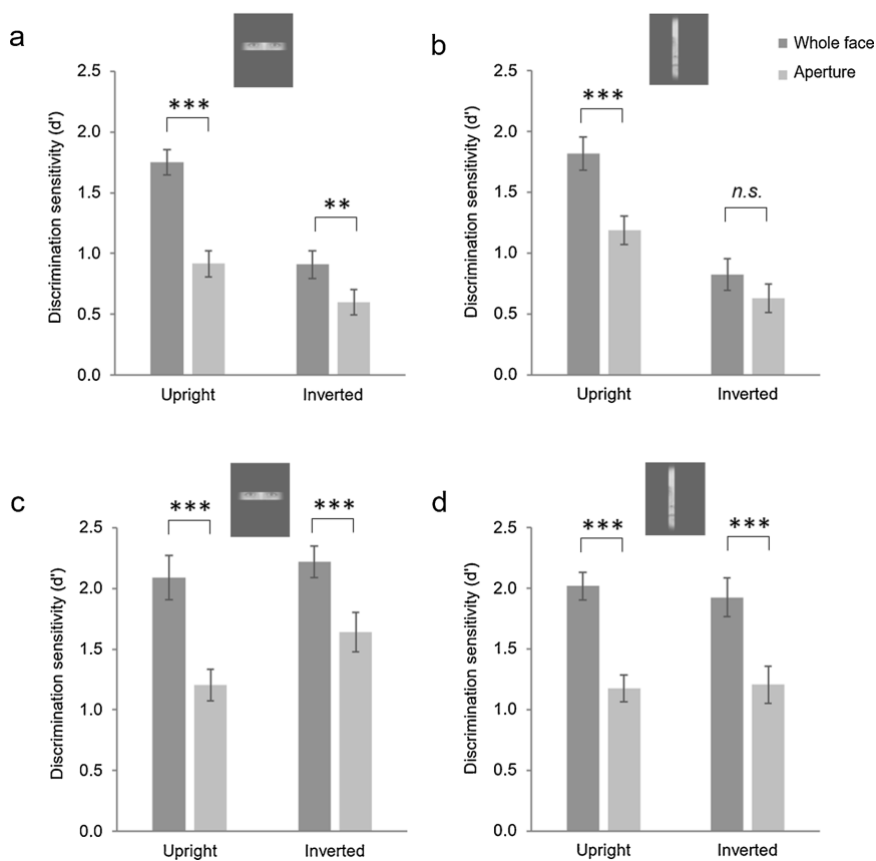 a
2.5
2.0
1.5
1.0
0.5
0.0
Discrimination sensitivity (d')
***
**
Upright Inverted
b
Whole face
Aperture
2.5
2.0
1.5
1.0
0.5
0.0
Discrimination sensitivity (d')
***
n.s.
Upright Inverted
c
2.5
2.0
1.5
1.0
0.5
0.0
Discrimination sensitivity (d')
***
***
Upright Inverted
d
2.5
2.0
1.5
1.0
0.5
0.0
Discrimination sensitivity (d')
***
***
Upright Inverted